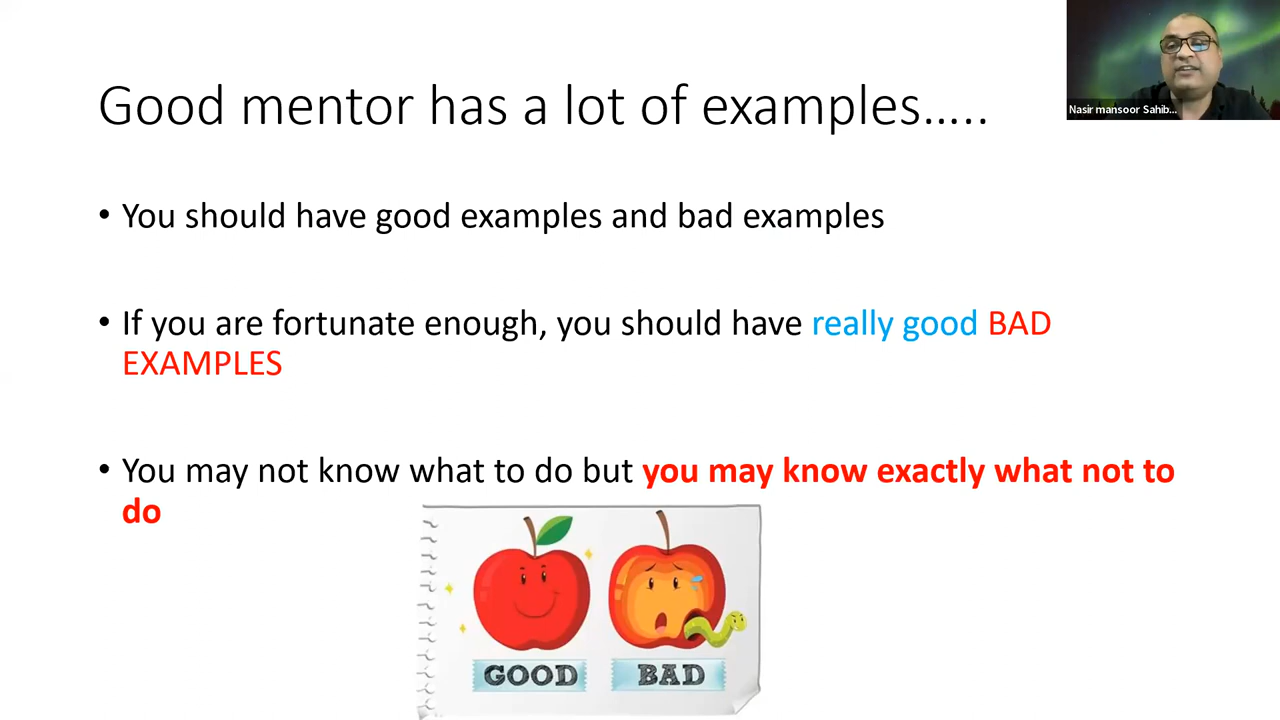 Good mentor has a lot of examples.....
Nasir mansoor Sahib...
• You should have good examples and bad examples
• If you are fortunate enough, you should have really good BAD
EXAMPLES
• You may not know what to do but you may know exactly what not to
do
GOOD BAD